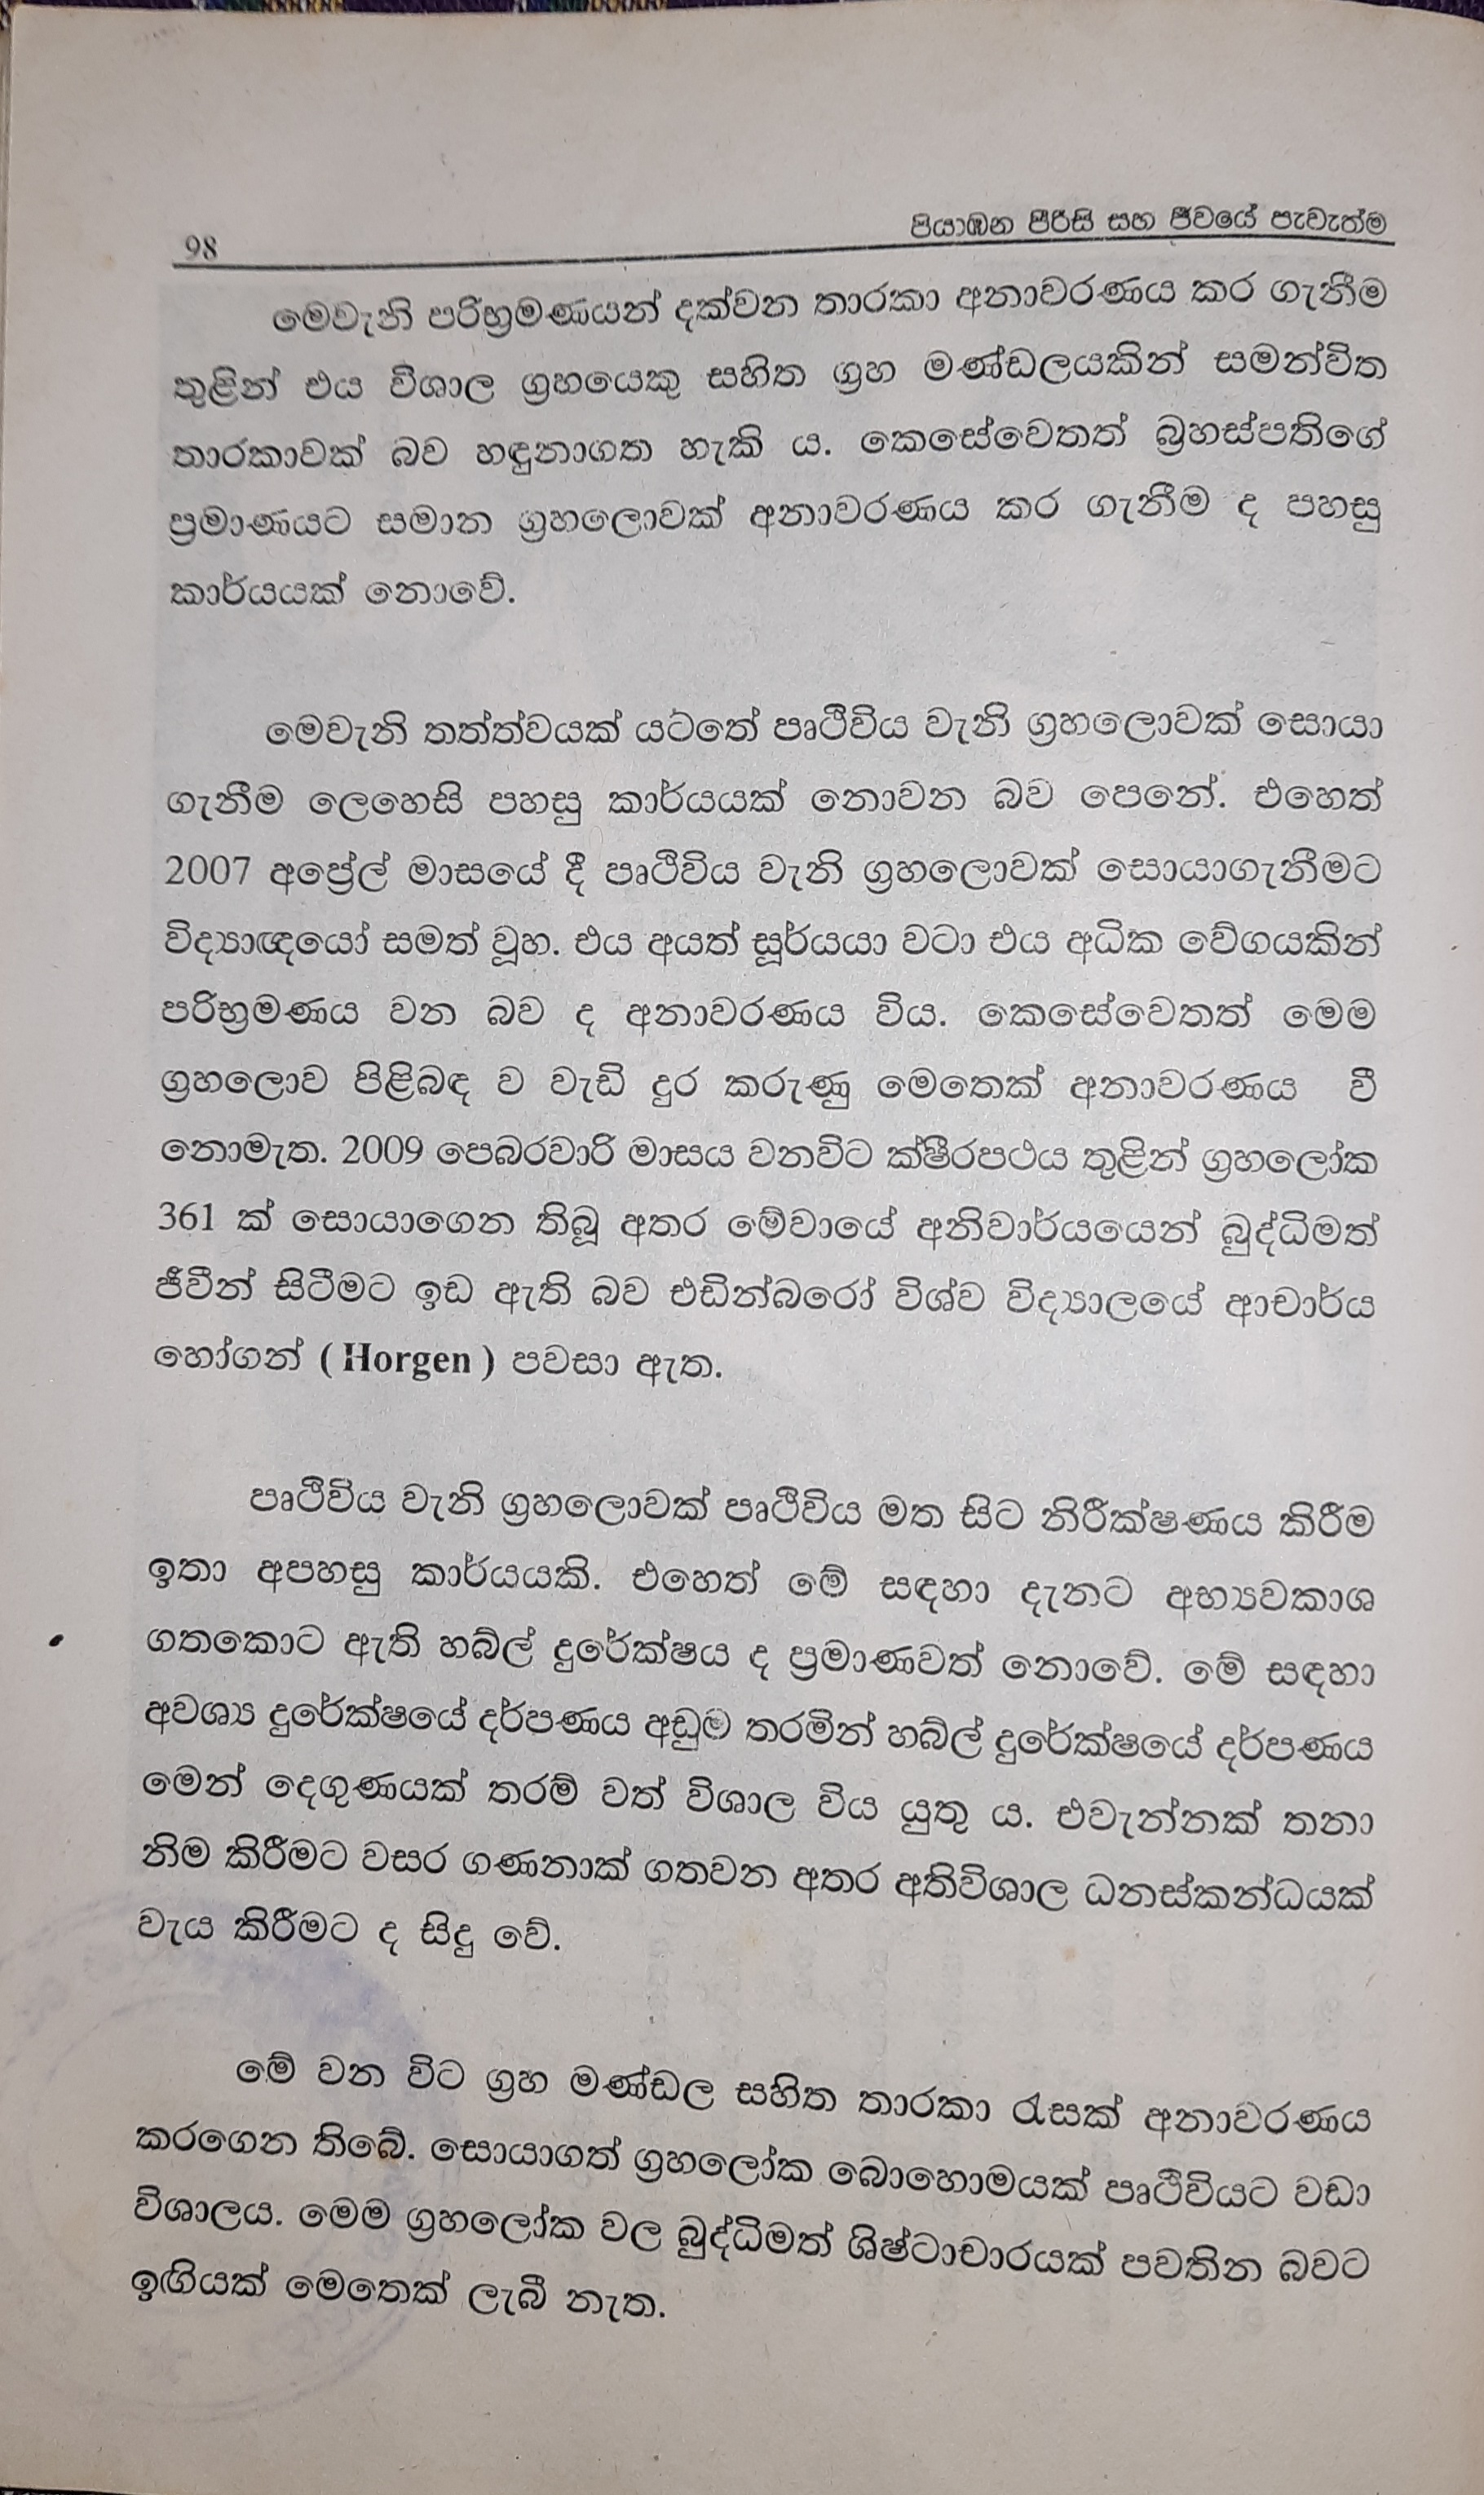 98
පියාඹන පීරිසි සහ ජීවයේ පැවැත්ම
මෙවැනි පරිභ්‍රමණයන් දක්වන තාරකා අනාවරණය කර ගැනීම
තුළින් එය විශාල ග්‍රහයෙකු සහිත ග්‍රහ මණ්ඩලයකින් සමන්විත
තාරකාවක් බව හඳුනාගත හැකි ය. කෙසේවෙතත් බ්‍රහස්පතිගේ
ප්‍රමාණයට සමාන ග්‍රහලොවක් අනාවරණය කර ගැනීම ද පහසු
කාර්යයක් නොවේ.
මෙවැනි තත්ත්වයක් යටතේ පෘථිවිය වැනි ග්‍රහලොවක් සොයා
ගැනීම ලෙහෙසි පහසු කාර්යයක් නොවන බව පෙනේ. එහෙත්
2007 අප්‍රේල් මාසයේ දී පෘථිවිය වැනි ග්‍රහලොවක් සොයාගැනීමට
විද්‍යාඥයෝ සමත් වූහ. එය අයත් සූර්යයා වටා එය අධික වේගයකින්
පරිභ්‍රමණය වන බව ද අනාවරණය විය. කෙසේවෙතත් මෙම
ග්‍රහලොව පිළිබඳ ව වැඩි දුර කරුණු මෙතෙක් අනාවරණය වී
නොමැත. 2009 පෙබරවාරි මාසය වනවිට ක්ෂීරපථය තුළින් ග්‍රහලෝක
361 ක් සොයාගෙන තිබූ අතර මේවායේ අනිවාර්යයෙන් බුද්ධිමත්
ජීවීන් සිටීමට ඉඩ ඇති බව එඩින්බරෝ විශ්ව විද්‍යාලයේ ආචාර්ය
හෝගන් ( Horgen ) පවසා ඇත.
පෘථිවිය වැනි ග්‍රහලොවක් පෘථිවිය මත සිට නිරීක්ෂණය කිරීම
ඉතා අපහසු කාර්යයකි. එහෙත් මේ සඳහා දැනට අභ්‍යවකාශ
ගතකොට ඇති හබ්ල් දුරේක්ෂය ද ප්‍රමාණවත් නොවේ. මේ සඳහා
අවශ්‍ය දුරේක්ෂයේ දර්පණය අඩුම තරමින් හබ්ල් දුරේක්ෂයේ දර්පණය
මෙන් දෙගුණයක් තරම් වත් විශාල විය යුතු ය. එවැන්නක් තනා
නිම කිරීමට වසර ගණනාක් ගතවන අතර අතිවිශාල ධනස්කන්ධයක්
වැය කිරීමට ද සිදු වේ.
මේ වන විට ග්‍රහ මණ්ඩල සහිත තාරකා රැසක් අනාවරණය
කරගෙන තිබේ. සොයාගත් ග්‍රහලෝක බොහොමයක් පෘථිවියට වඩා
විශාලය. මෙම ග්‍රහලෝක වල බුද්ධිමත් ශිෂ්ටාචාරයක් පවතින බවට
ඉඟියක් මෙතෙක් ලැබී නැත.